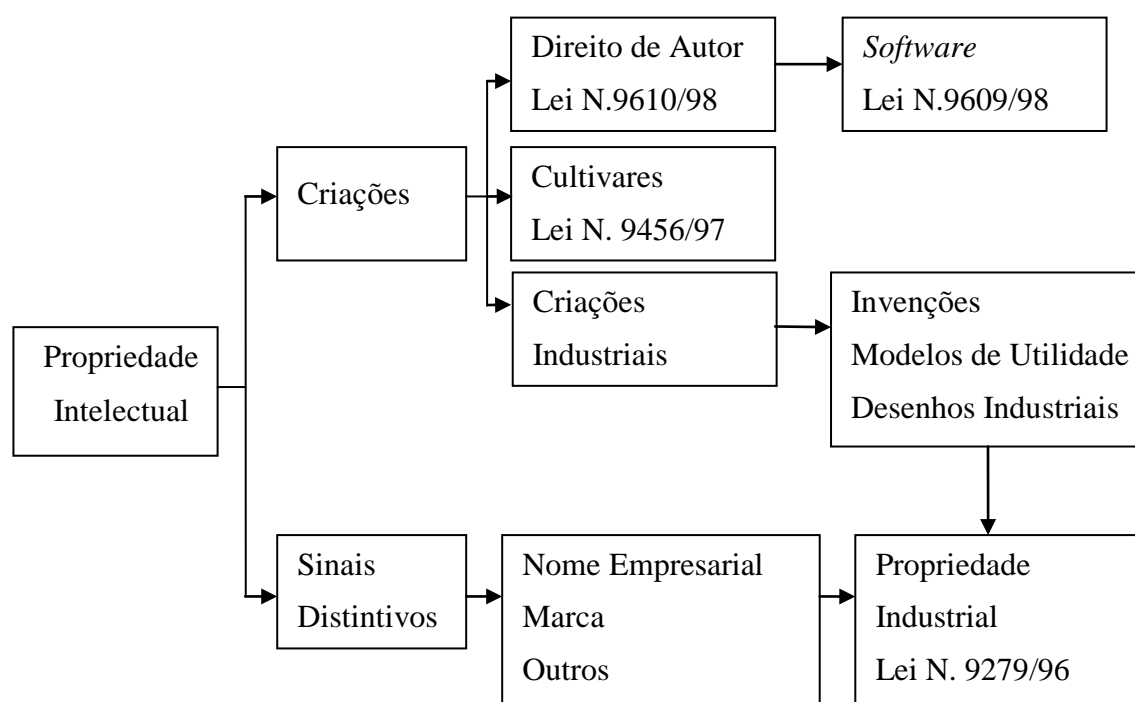 Direito de Autor
Lei N.9610/98
Software
Lei N.9609/98
Criações
Cultivares
Lei N. 9456/97
Criações
Industriais
Invenções
Modelos de Utilidade
Desenhos Industriais
Propriedade
Intelectual
Sinais
Distintivos
Nome Empresarial
Marca
Outros
Propriedade
Industrial
Lei N. 9279/96